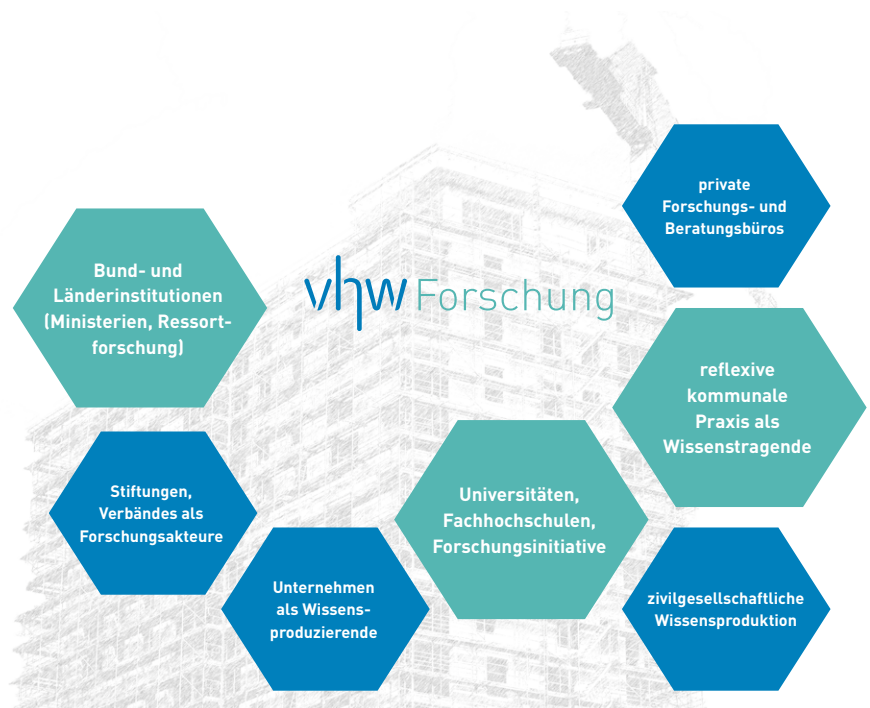 private
Forschungs- und
Beratungsbüros
Bund- und
Länderinstitutionen
(Ministerien, Ressort-
forschung)
vhw Forschung
reflexive
kommunale
Praxis als
Wissenstragende
Stiftungen,
Verbändes als
Forschungsakteure
Universitäten,
Fachhochschulen,
Forschungsinitiative
Unternehmen
als Wissens-
produzierende
zivilgesellschaftliche
Wissensproduktion